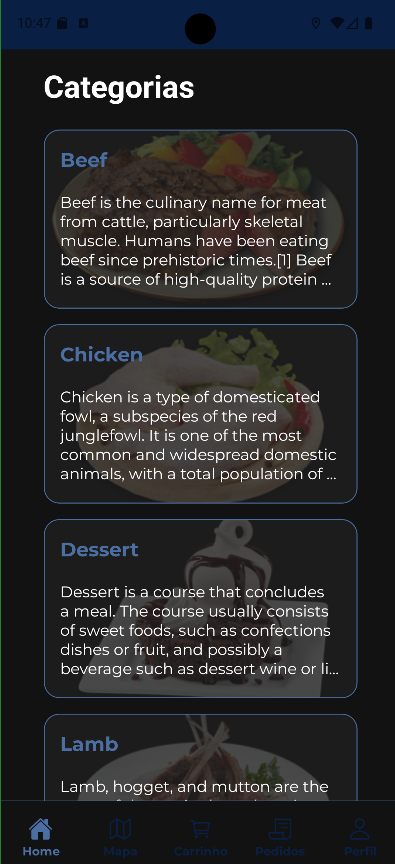 10:47
Categorias
Beef
Beef is the culinary name for meat
from cattle, particularly skeletal
muscle. Humans have been eating
beef since prehistoric times.[1] Beef
is a source of high-quality protein ...
Chicken
Chicken is a type of domesticated
fowl, a subspecies of the red
junglefowl. It is one of the most
common and widespread domestic
animals, with a total population of ...
Dessert
Dessert is a course that concludes
a meal. The course usually consists
of sweet foods, such as confections
dishes or fruit, and possibly a
beverage such as dessert wine or li...
Lamb
Lamb, hogget, and mutton are the
Home Mapa Carrinho Pedidos Perfil